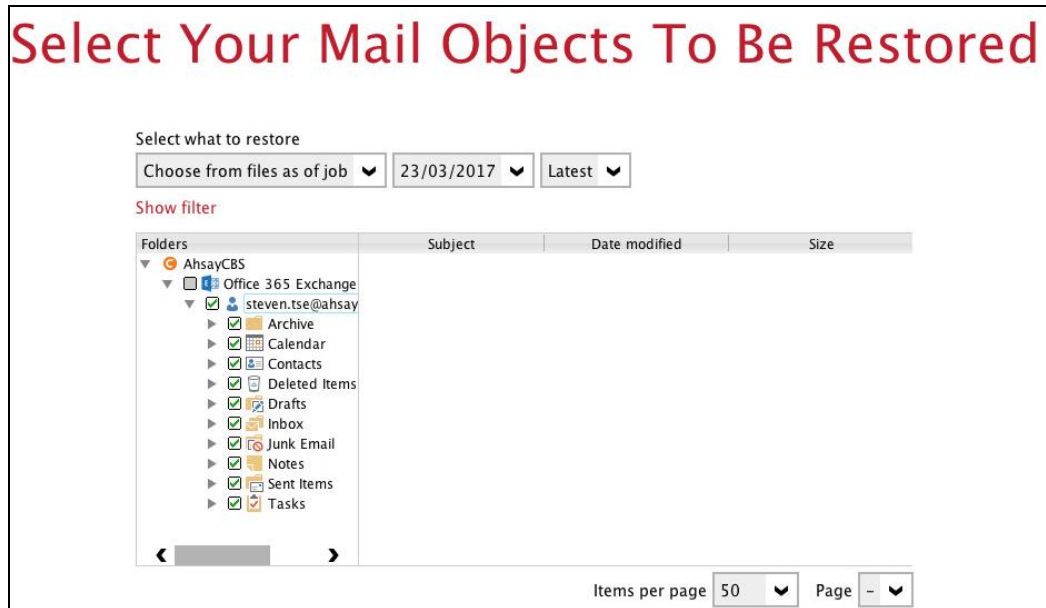 Select Your Mail Objects To Be Restored
Select what to restore
Choose from files as of job 23/03/2017 Latest
Show filter
Folders Subject Date modified Size
AhsayCBS
Office 365 Exchange
steven.tse@ahsay
Archive
Calendar
Contacts
Deleted Items
Drafts
Inbox
Junk Email
Notes
Sent Items
Tasks
Items per page 50 Page -